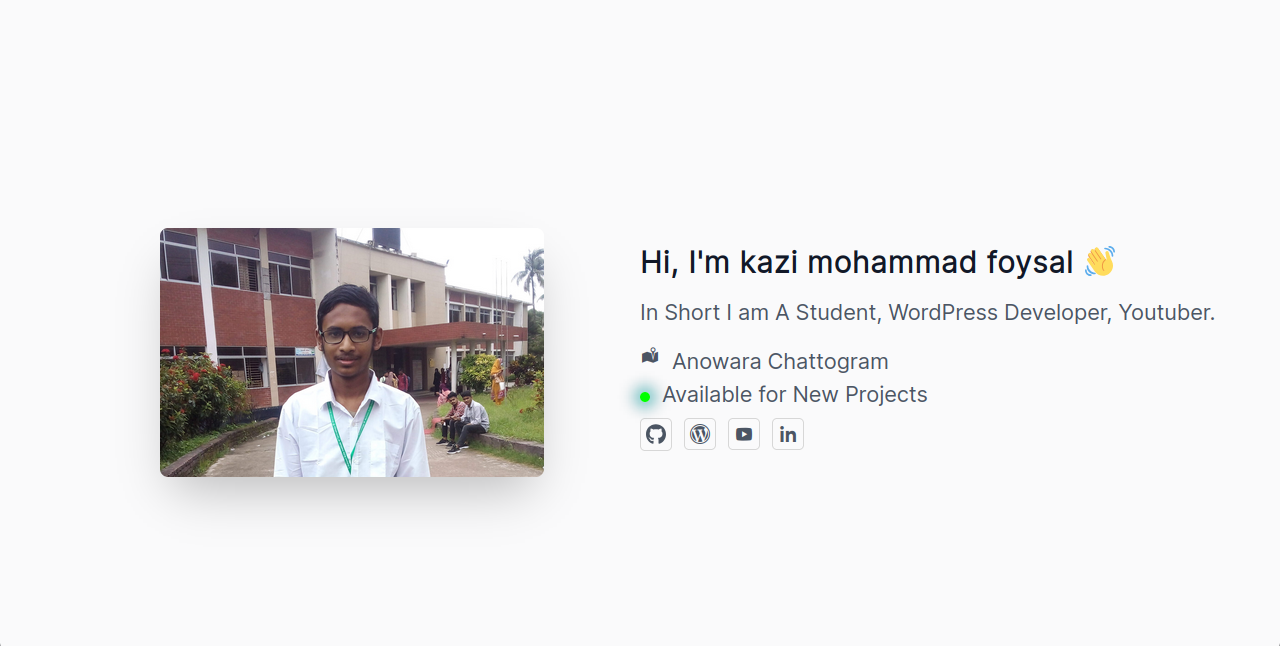 Hi, I'm kazi mohammad foysal 👋
In Short I am A Student, WordPress Developer, Youtuber.
Anowara Chattogram
Available for New Projects